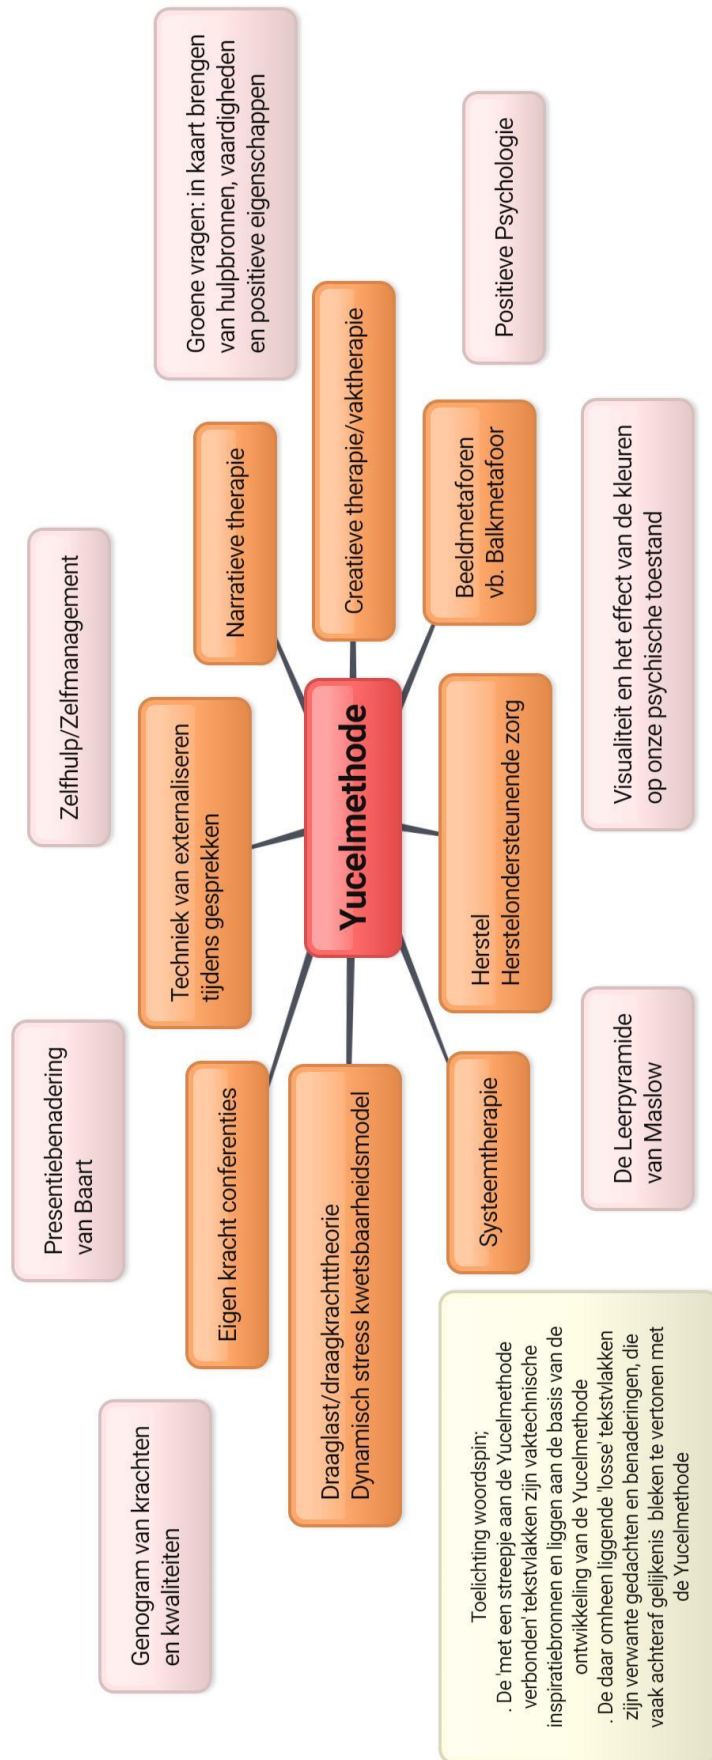 Genogram van krachten
en kwaliteiten
Presentiebenadering
van Baart
Zelfhulp/Zelfmanagement
Groene vragen: in kaart brengen
van hulpbronnen, vaardigheden
en positieve eigenschappen
Eigen kracht conferenties
Techniek van externaliseren
tijdens gesprekken
Narratieve therapie
Draaglast/draagkrachttheorie
Dynamisch stress kwetsbaarheidsmodel
Yucelmethode
Creatieve therapie/vaktherapie
Systeemtherapie
Herstel
Herstelondersteunende zorg
Beeldmetaforen
vb. Balkmetafoor
Positieve Psychologie
Toelichting woordspin;
. De 'met een streepje aan de Yucelmethode
verbonden' tekstvlakken zijn vaktechnische
inspiratiebronnen en liggen aan de basis van de
ontwikkeling van de Yucelmethode
. De daar omheen liggende 'losse' tekstvlakken
zijn verwante gedachten en benaderingen, die
vaak achteraf gelijkenis bleken te vertonen met
de Yucelmethode
De Leerpyramide
van Maslow
Visualiteit en het effect van de kleuren
op onze psychische toestand